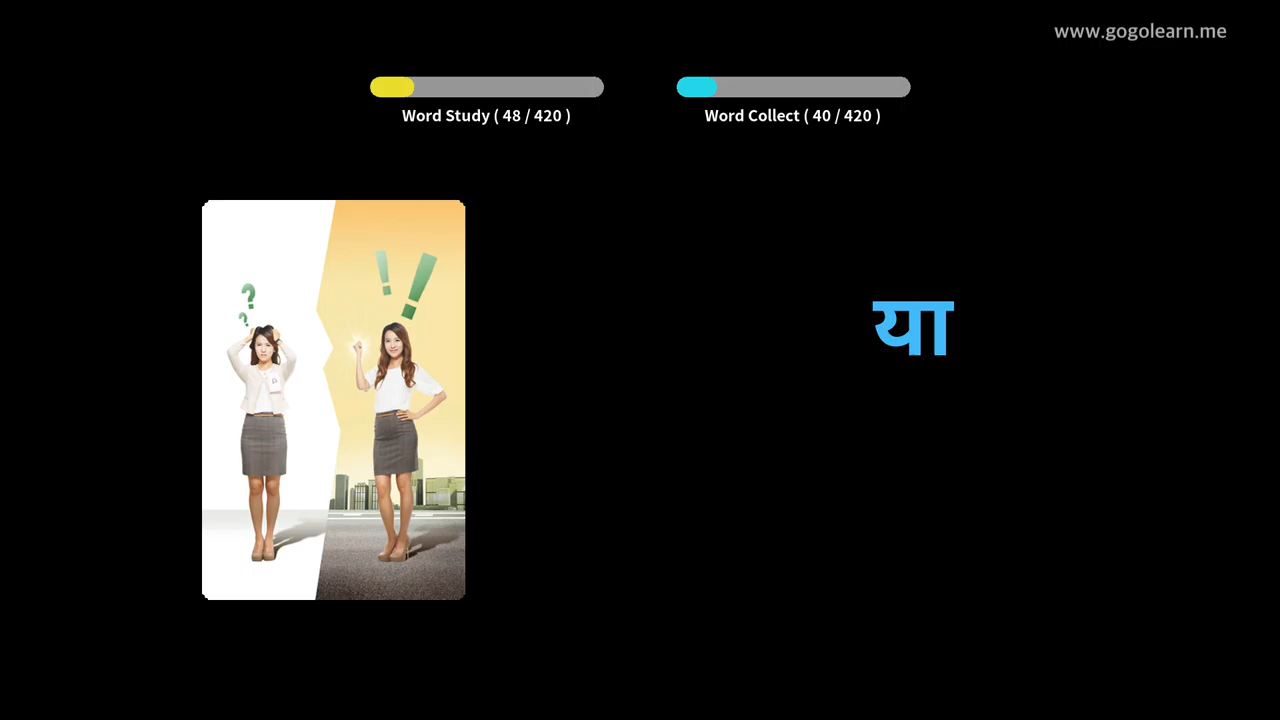 www.gogolearn.me
Word Study ( 48 / 420 )
Word Collect ( 40 / 420 )
? ?
! !
या